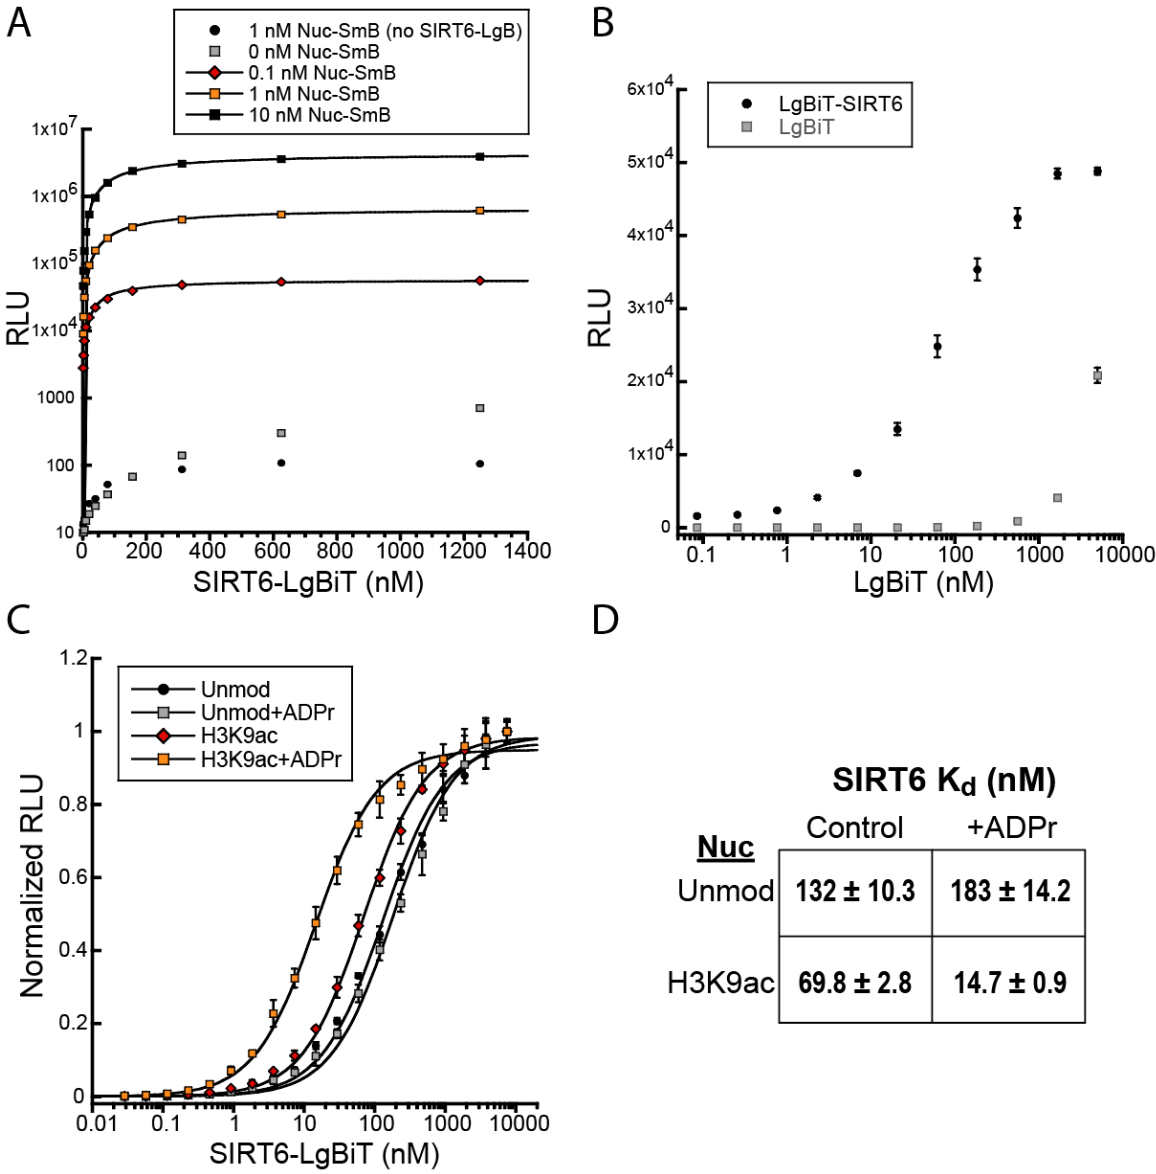 A
1 nM Nuc-SmB (no SIRT6-LgB)
0 nM Nuc-SmB
0.1 nM Nuc-SmB
1 nM Nuc-SmB
10 nM Nuc-SmB
1x10⁷
1x10⁶
1x10⁵
1x10⁴
1000
100
10
RLU
0 200 400 600 800 1000 1200 1400
SIRT6-LgBiT (nM)
B
LgBiT-SIRT6
LgBiT
6x10⁴
5x10⁴
4x10⁴
3x10⁴
2x10⁴
1x10⁴
0
RLU
0.1 1 10 100 1000 10000
LgBiT (nM)
C
Unmod
Unmod+ADPr
H3K9ac
H3K9ac+ADPr
1.2
1
0.8
0.6
0.4
0.2
0
Normalized RLU
0.01 0.1 1 10 100 1000 10000
SIRT6-LgBiT (nM)
D
SIRT6 Kd (nM)
Control +ADPr
Nuc
Unmod 132 ± 10.3 183 ± 14.2
H3K9ac 69.8 ± 2.8 14.7 ± 0.9